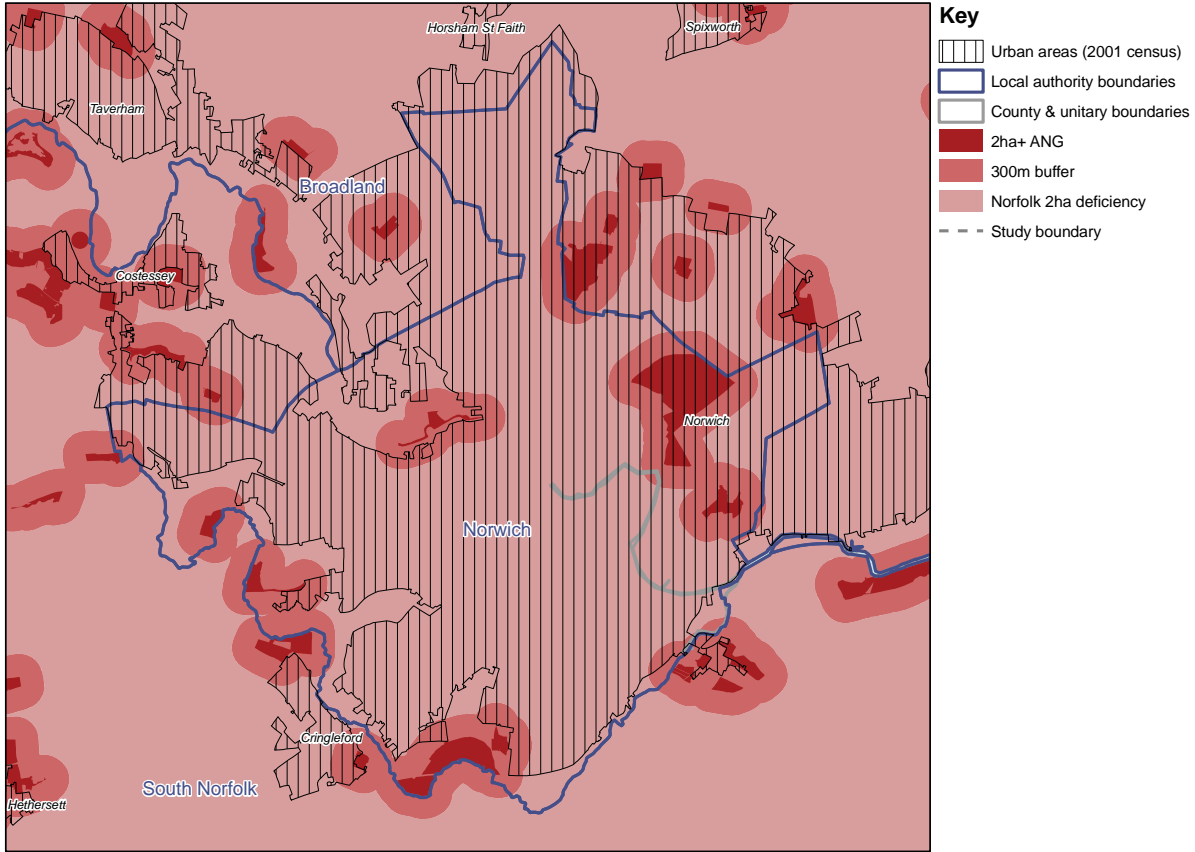 Horsham St Faith
Spixworth
Taverham
Broadland
Costessey
Norwich
Norwich
Cringleford
South Norfolk
Hethersett
Key
Urban areas (2001 census)
Local authority boundaries
County & unitary boundaries
2ha+ ANG
300m buffer
Norfolk 2ha deficiency
Study boundary